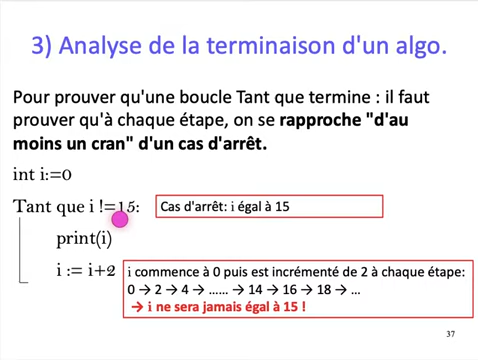 3) Analyse de la terminaison d'un algo.
Pour prouver qu'une boucle Tant que termine : il faut
prouver qu'à chaque étape, on se rapproche "d'au
moins un cran" d'un cas d'arrêt.
int i:=0
Tant que i !=15:
Cas d'arrêt: i égal à 15
print(i)
i := i+2
i commence à 0 puis est incrémenté de 2 à chaque étape:
0 → 2 → 4 → …… → 14 → 16 → 18 → …
→ i ne sera jamais égal à 15 !
37